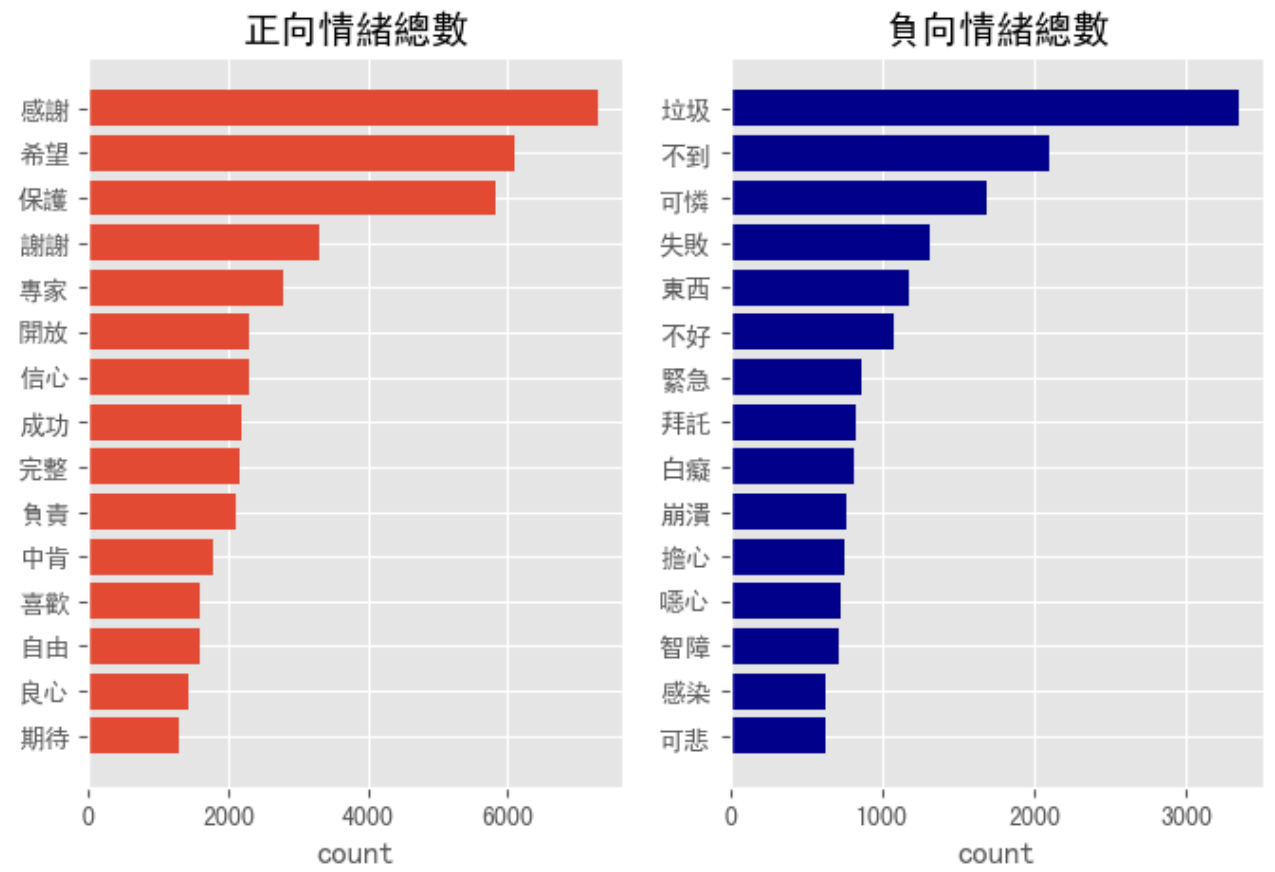 正向情緒總數
感謝
希望
保護
謝謝
專家
開放
信心
成功
完整
負責
中肯
喜歡
自由
良心
期待
0 2000 4000 6000
count
負向情緒總數
垃圾
不到
可憐
失敗
東西
不好
緊急
拜託
白癡
崩潰
擔心
噁心
智障
感染
可悲
0 1000 2000 3000
count